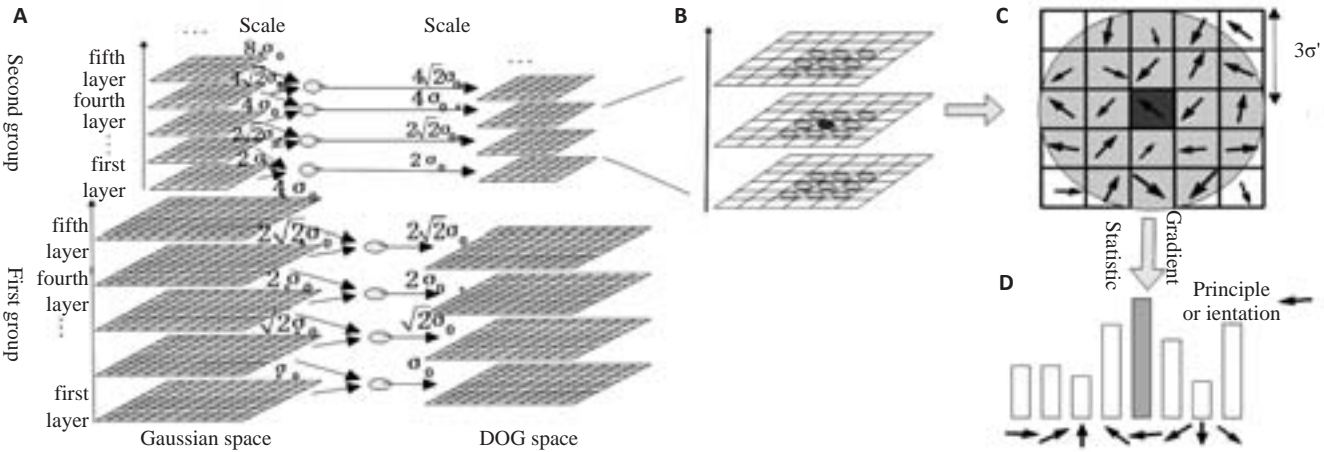 A
Scale
Scale
B
C
Second group
fifth
layer
fourth
layer
first
layer
8σ₀
4√2σ₀
4σ₀
2√2σ₀
2σ₀
4√2σ₀
4σ₀
2√2σ₀
2σ₀
3σ'
First group
fifth
layer
fourth
layer
first
layer
4σ₀
2√2σ₀
2σ₀
√2σ₀
σ₀
2√2σ₀
2σ₀
√2σ₀
σ₀
Gaussian space
DOG space
Statistic
Gradient
D
Principle
or ientation